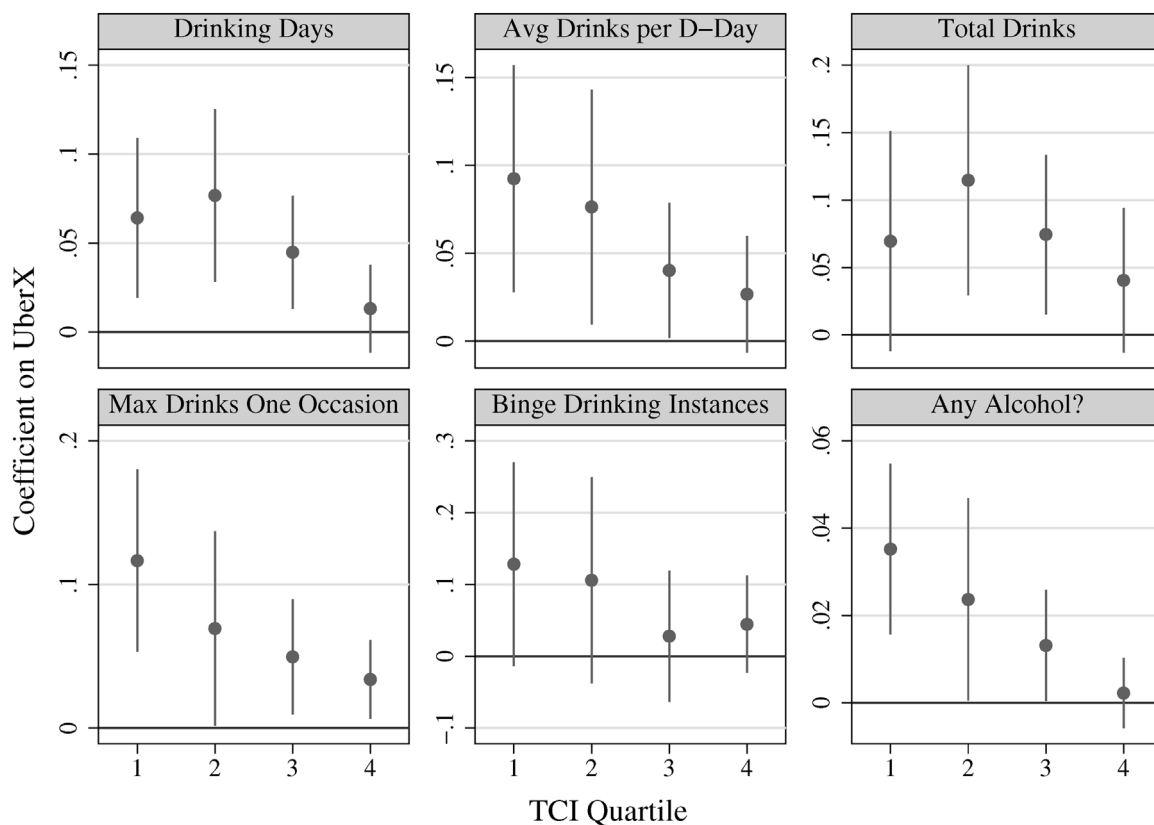 Drinking Days
Avg Drinks per D−Day
Total Drinks
0 .05 .1 .15
0 .05 .1 .15
0 .05 .1 .15 .2
Max Drinks One Occasion
Binge Drinking Instances
Any Alcohol?
0 .1 .2
−.1 0 .1 .2 .3
0 .02 .04 .06
1 2 3 4
1 2 3 4
1 2 3 4
Coefficient on UberX
TCI Quartile